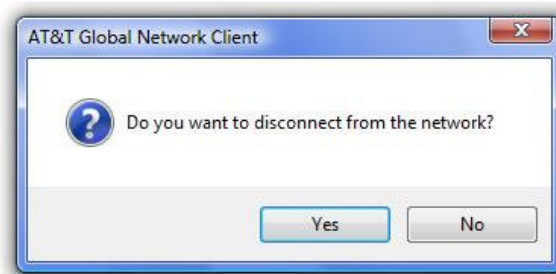 AT&T Global Network Client
Do you want to disconnect from the network?
Yes
No